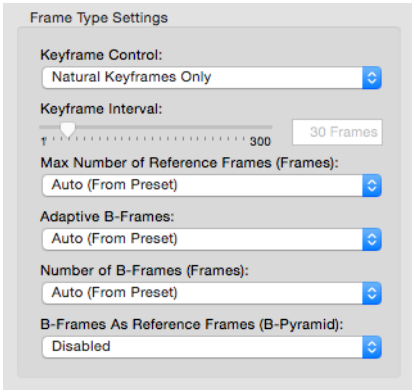 Frame Type Settings
Keyframe Control:
Natural Keyframes Only
Keyframe Interval:
1 300
30 Frames
Max Number of Reference Frames (Frames):
Auto (From Preset)
Adaptive B-Frames:
Auto (From Preset)
Number of B-Frames (Frames):
Auto (From Preset)
B-Frames As Reference Frames (B-Pyramid):
Disabled